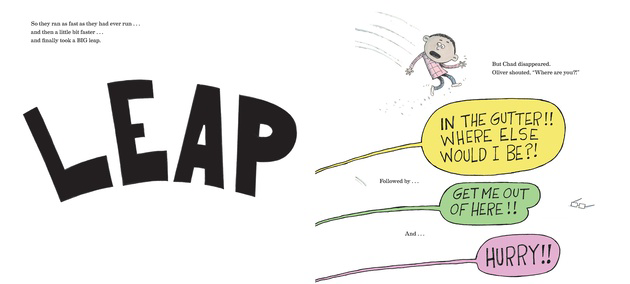 So they ran as fast as they had ever run . . .
and then a little bit faster . . .
and finally took a BIG leap.
LEAP
But Chad disappeared.
Oliver shouted. "Where are you?!"
IN THE GUTTER!!
WHERE ELSE
WOULD I BE?!
Followed by . . .
GET ME OUT
OF HERE!!
And . . .
HURRY!!